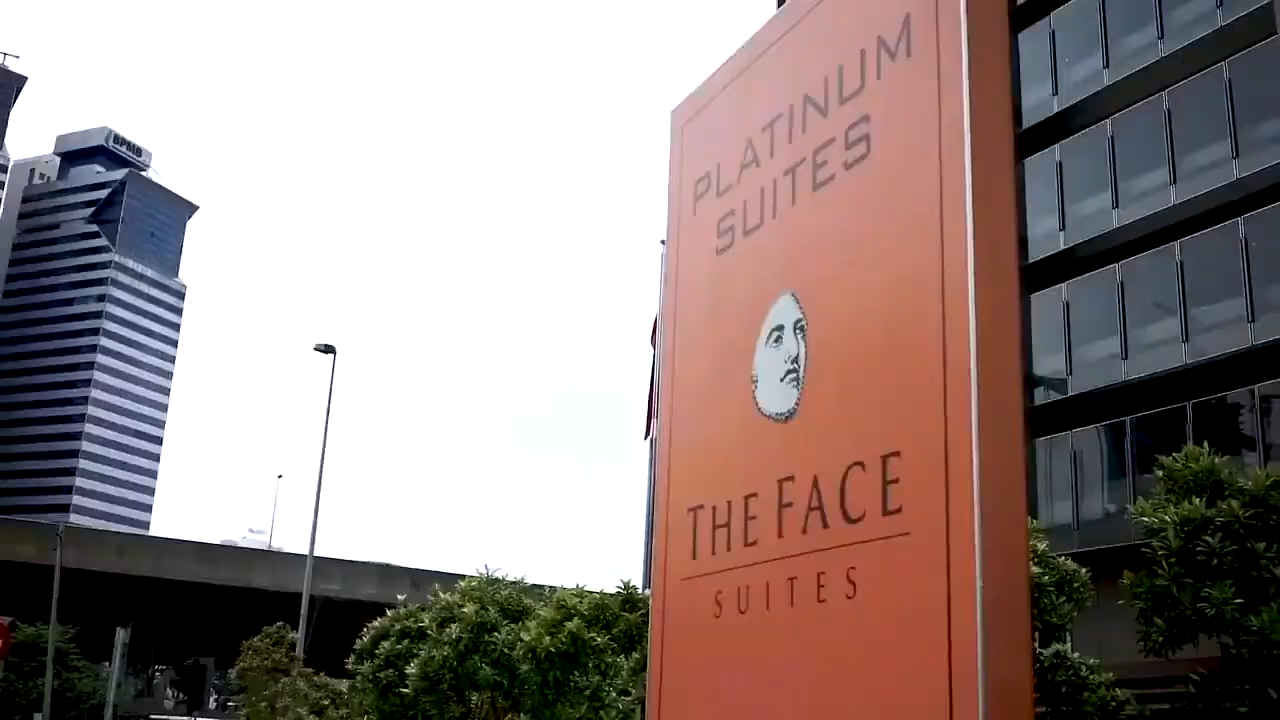 BPMB
PLATINUM
SUITES
THE FACE
SUITES